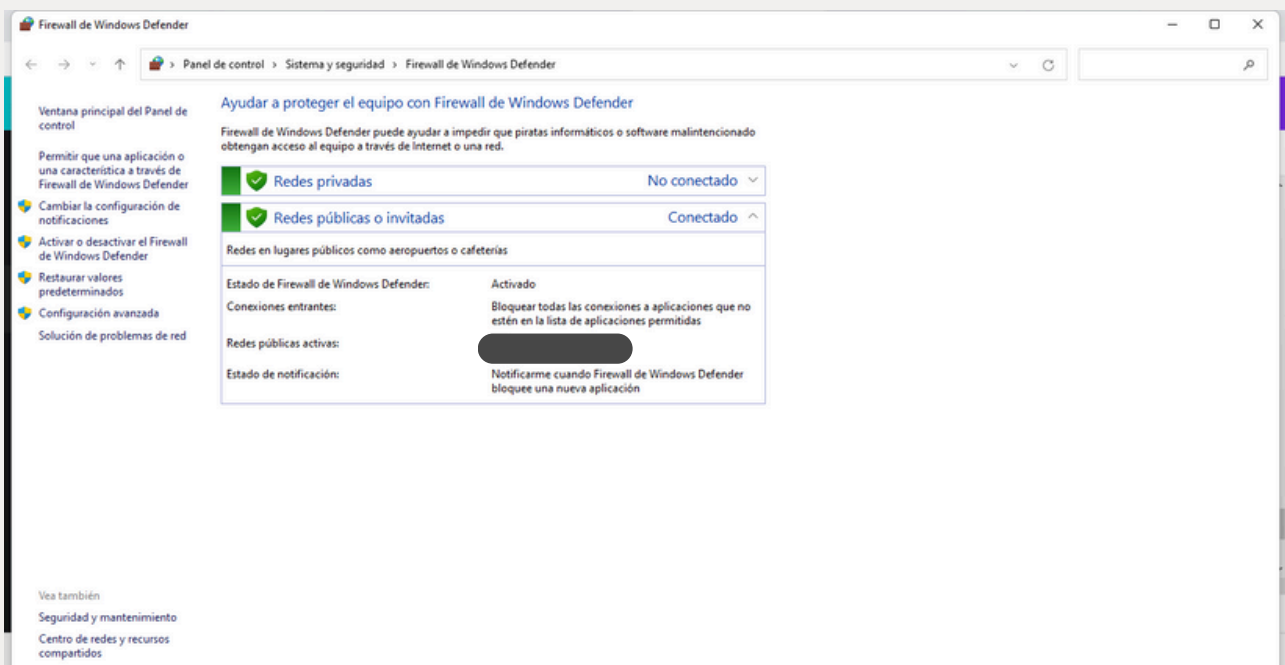 Firewall de Windows Defender
Panel de control > Sistema y seguridad > Firewall de Windows Defender
Ventana principal del Panel de
control
Permitir que una aplicación o
una característica a través de
Firewall de Windows Defender
Cambiar la configuración de
notificaciones
Activar o desactivar el Firewall
de Windows Defender
Restaurar valores
predeterminados
Configuración avanzada
Solución de problemas de red
Ayudar a proteger el equipo con Firewall de Windows Defender
Firewall de Windows Defender puede ayudar a impedir que piratas informáticos o software malintencionado
obtengan acceso al equipo a través de Internet o una red.
Redes privadas No conectado
Redes públicas o invitadas Conectado
Redes en lugares públicos como aeropuertos o cafeterías
Estado de Firewall de Windows Defender: Activado
Conexiones entrantes: Bloquear todas las conexiones a aplicaciones que no
estén en la lista de aplicaciones permitidas
Redes públicas activas:
Estado de notificación: Notificarme cuando Firewall de Windows Defender
bloquee una nueva aplicación
Vea también
Seguridad y mantenimiento
Centro de redes y recursos
compartidos